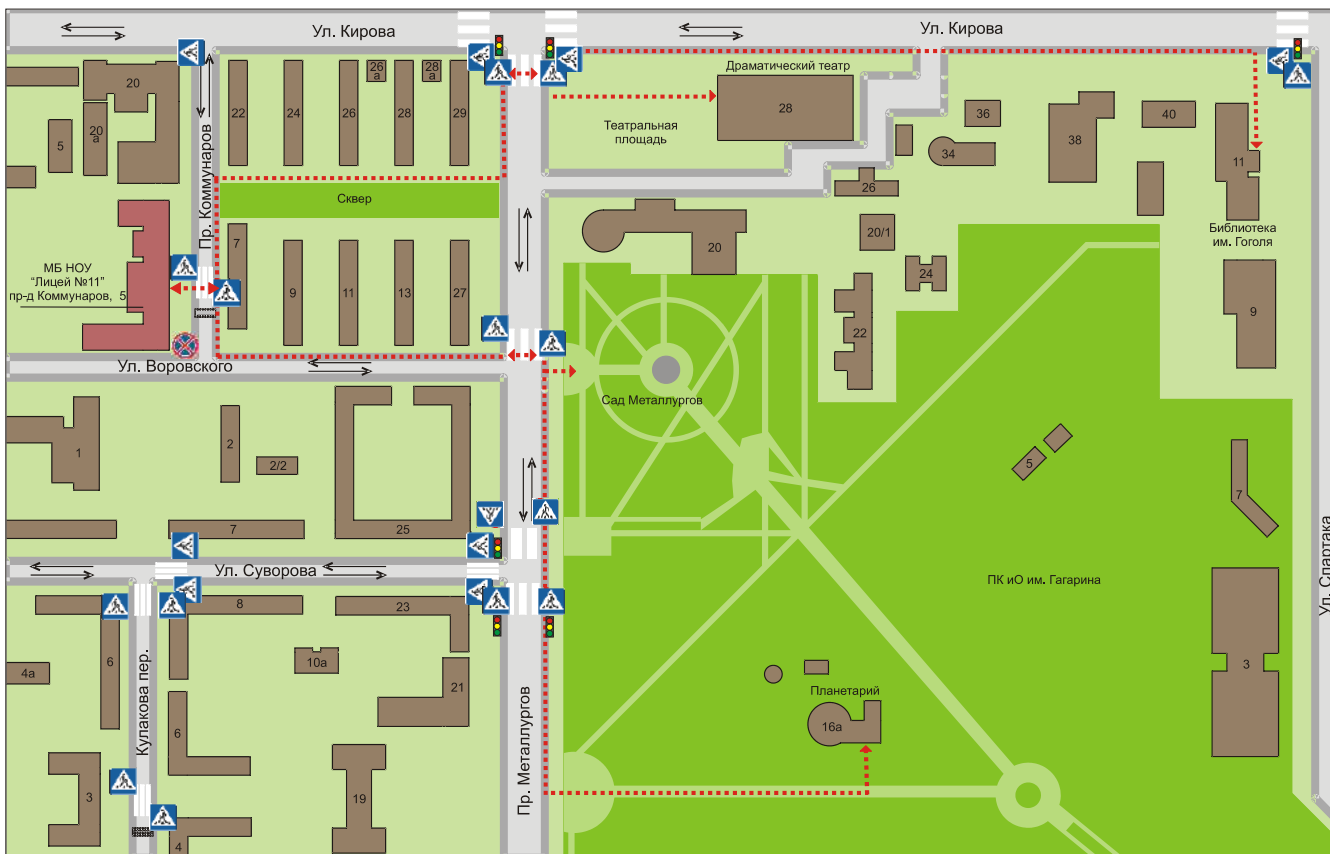 Ул. Кирова
Ул. Кирова
Драматический театр
28
Театральная
площадь
20
20
а
5
22
24
26
26
а
28
28
а
29
36
38
40
34
11
26
Пр. Коммунаров
Сквер
Библиотека
им. Гоголя
7
9
11
13
27
20
20/1
24
22
9
МБ НОУ
"Лицей №11"
пр-д Коммунаров, 5
Ул. Воровского
Сад Металлургов
1
2
2/2
25
7
5
7
Ул. Суворова
ПК иО им. Гагарина
Ул. Спартака
8
23
6
4а
10а
21
6
Кулакова пер.
Пр. Металлургов
Планетарий
16а
3
3
19
4